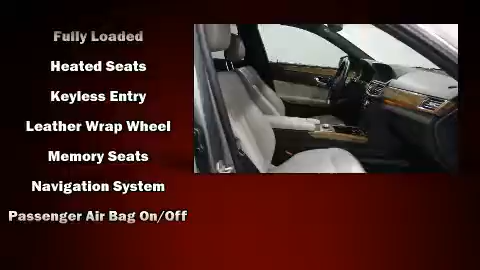 Fully Loaded
Heated Seats
Keyless Entry
Leather Wrap Wheel
Memory Seats
Navigation System
Passenger Air Bag On/Off